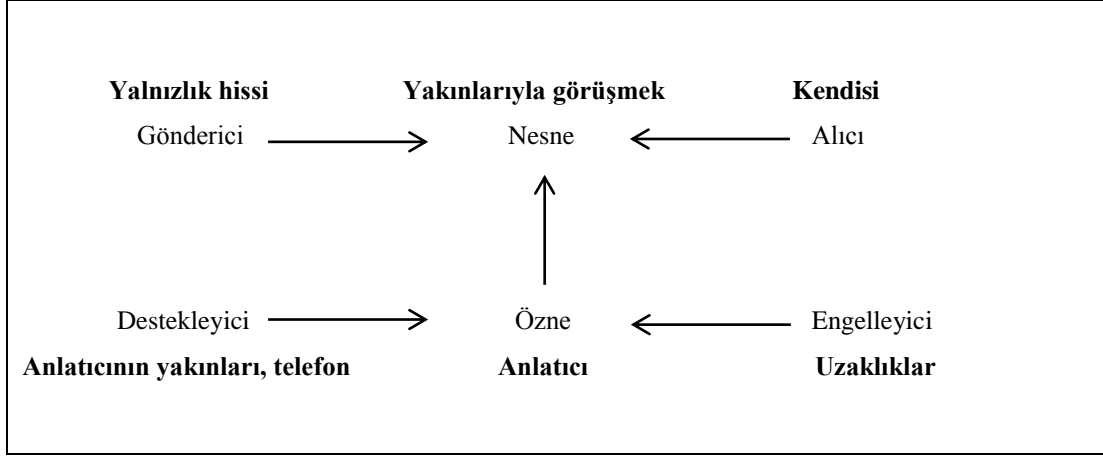 Yalnızlık hissi Yakınlarıyla görüşmek Kendisi
Gönderici Nesne Alıcı
Destekleyici Özne Engelleyici
Anlatıcının yakınları, telefon Anlatıcı Uzaklıklar